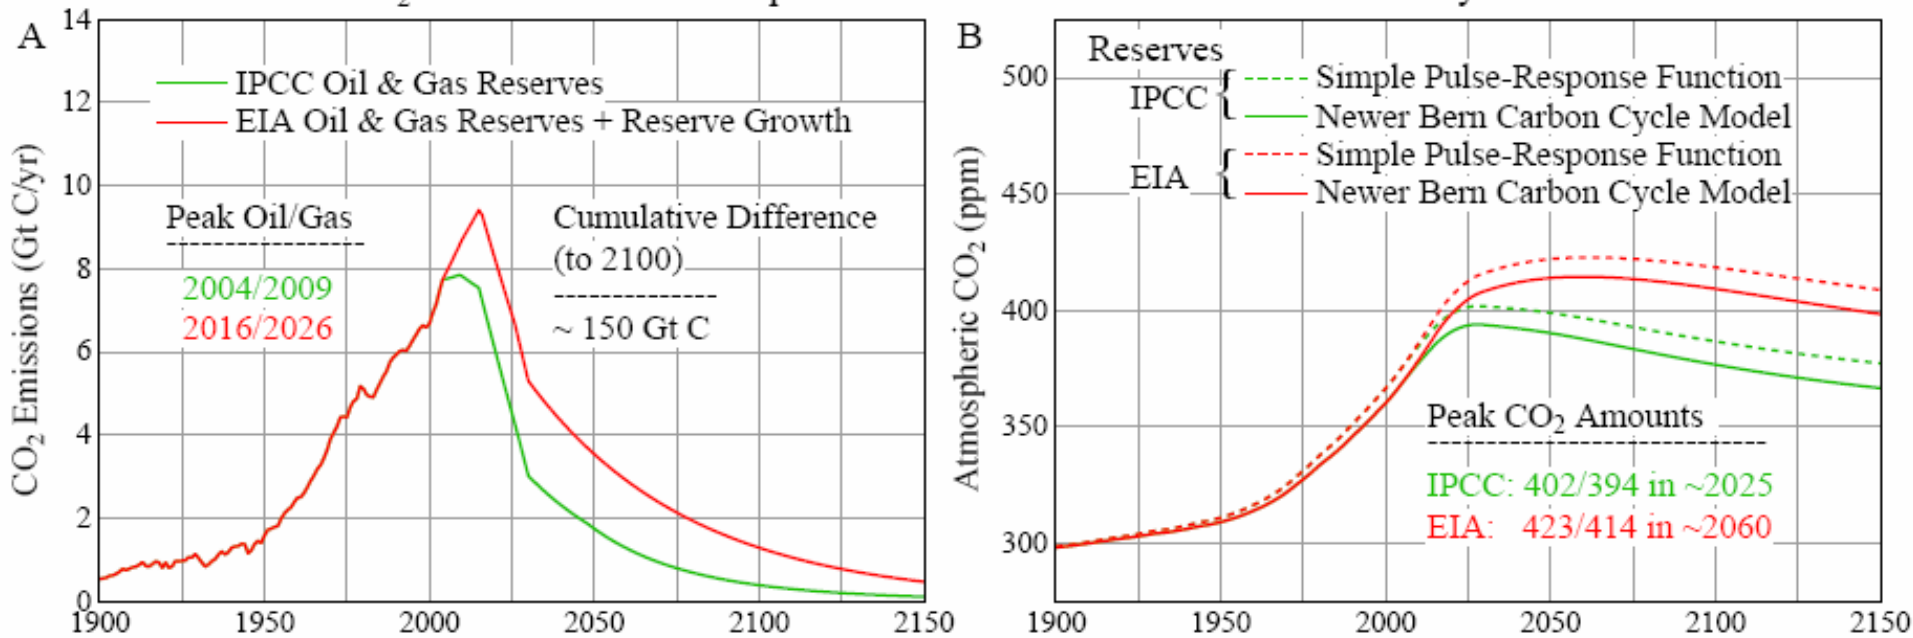 A
14
12
10
8
6
4
2
0
CO₂ Emissions (Gt C/yr)
IPCC Oil & Gas Reserves
EIA Oil & Gas Reserves + Reserve Growth
Peak Oil/Gas
--------------------
2004/2009
2016/2026
Cumulative Difference
(to 2100)
---------------
~ 150 Gt C
1900 1950 2000 2050 2100 2150
B
500
450
400
350
300
Atmospheric CO₂ (ppm)
Reserves
IPCC
Simple Pulse-Response Function
Newer Bern Carbon Cycle Model
EIA
Simple Pulse-Response Function
Newer Bern Carbon Cycle Model
Peak CO₂ Amounts
---------------------------------
IPCC: 402/394 in ~2025
EIA: 423/414 in ~2060
1900 1950 2000 2050 2100 2150